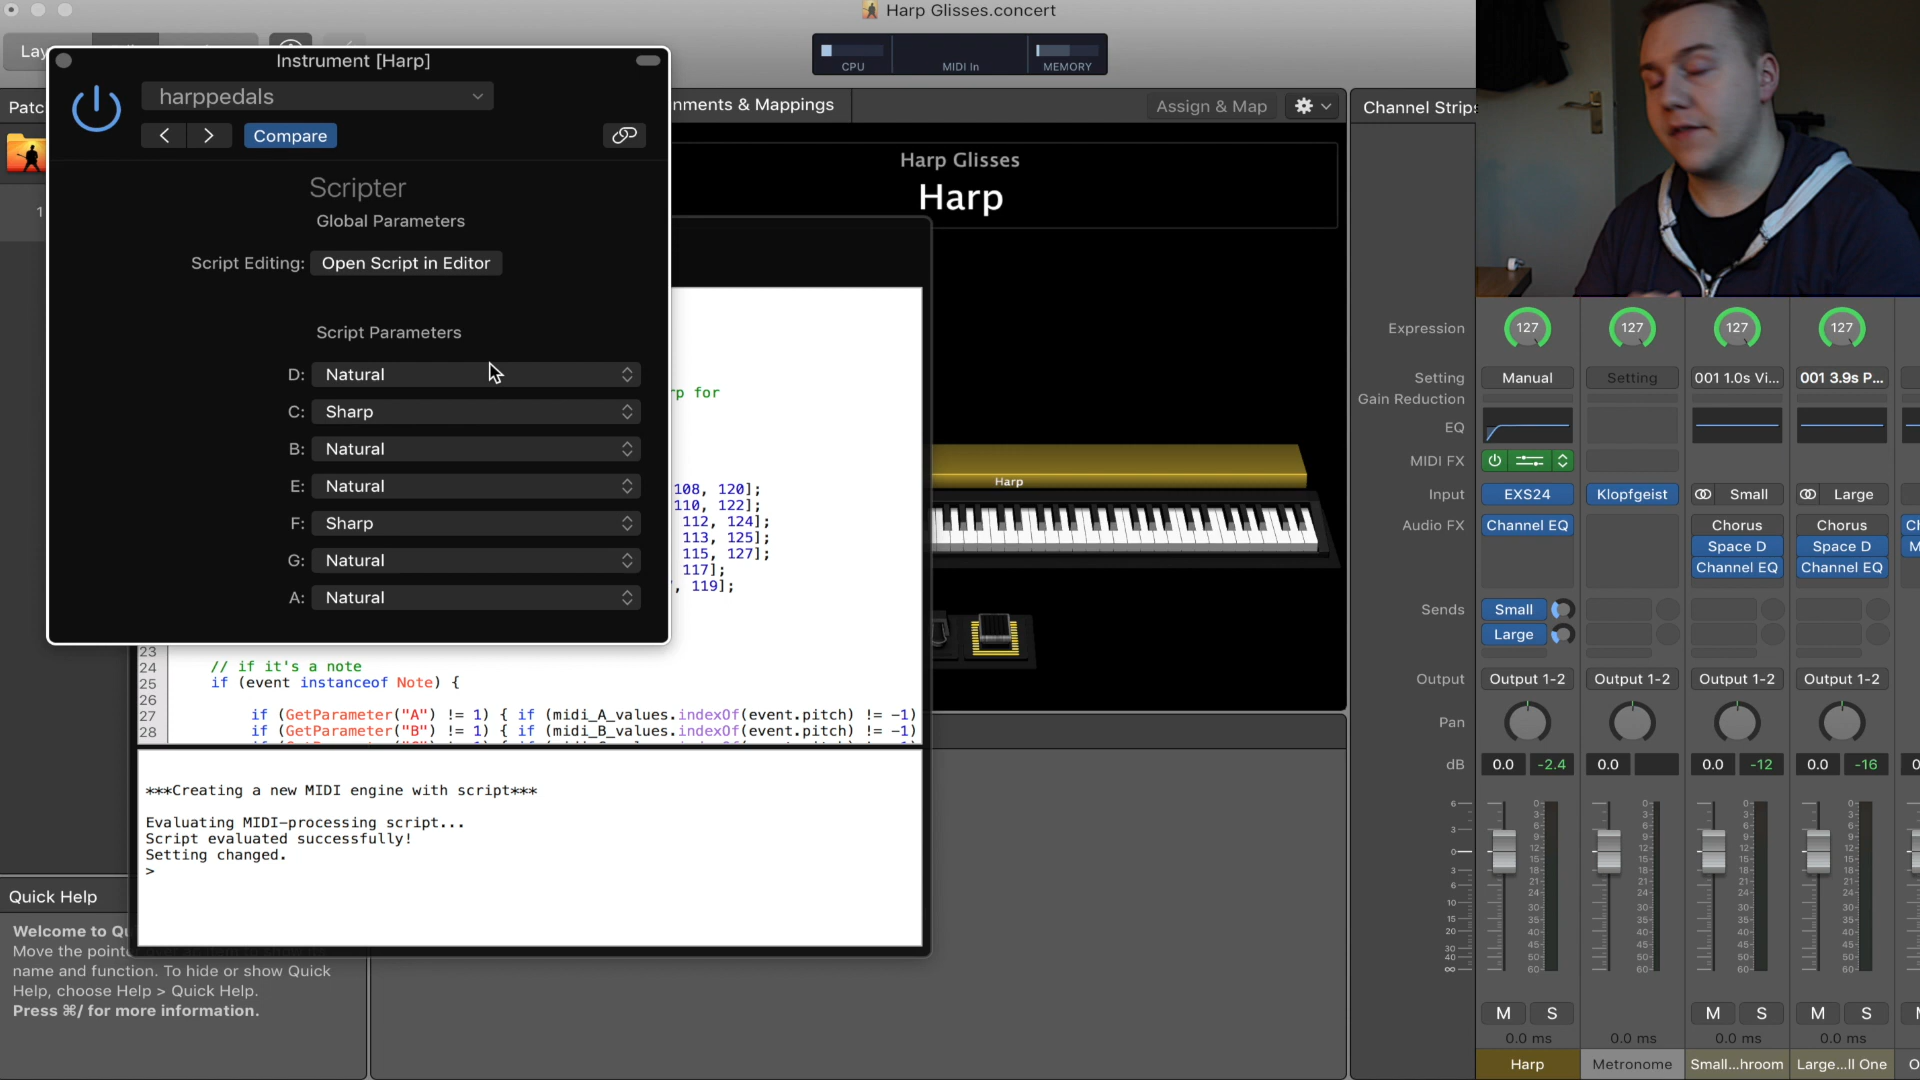 Harp Glisses.concert
Lay
CPU
MIDI In
MEMORY
Instrument [Harp]
harppedals
Compare
Scripter
Global Parameters
Script Editing: Open Script in Editor
Script Parameters
D: Natural
C: Sharp
B: Natural
E: Natural
F: Sharp
G: Natural
A: Natural
Patc
1
nments & Mappings
Assign & Map
Channel Strips
Harp Glisses
Harp
Harp
rp for
108, 120];
110, 122];
112, 124];
113, 125];
115, 127];
117];
, 119];
23
24 // if it's a note
25 if (event instanceof Note) {
26
27 if (GetParameter("A") != 1) { if (midi_A_values.indexOf(event.pitch) != -1)
28 if (GetParameter("B") != 1) { if (midi_B_values.indexOf(event.pitch) != -1)
***Creating a new MIDI engine with script***
Evaluating MIDI-processing script...
Script evaluated successfully!
Setting changed.
>
Quick Help
Welcome to Qu
Move the pointe
name and function. To hide or show Quick
Help, choose Help > Quick Help.
Press ⌘/ for more information.
Expression 127 127 127 127
Setting Manual Setting 001 1.0s Vi... 001 3.9s P...
Gain Reduction
EQ
MIDI FX
Input EXS24 Klopfgeist Small Large
Audio FX Channel EQ Chorus Chorus
Space D Space D
Channel EQ Channel EQ
Sends Small
Large
Output Output 1-2 Output 1-2 Output 1-2 Output 1-2
Pan
dB 0.0 -2.4 0.0 0.0 -12 0.0 -16
M S M S M S
0.0 ms 0.0 ms 0.0 ms 0.0 ms
Harp Metronome Small...hroom Large...ll One